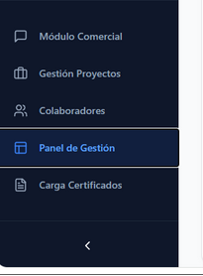 Módulo Comercial
Gestión Proyectos
Colaboradores
Panel de Gestión
Carga Certificados